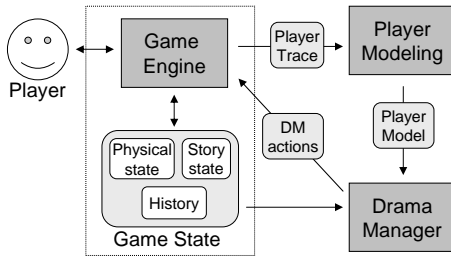 Player
Game
Engine
Player
Trace
Player
Modeling
Player
Model
DM
actions
Physical
state
Story
state
History
Game State
Drama
Manager